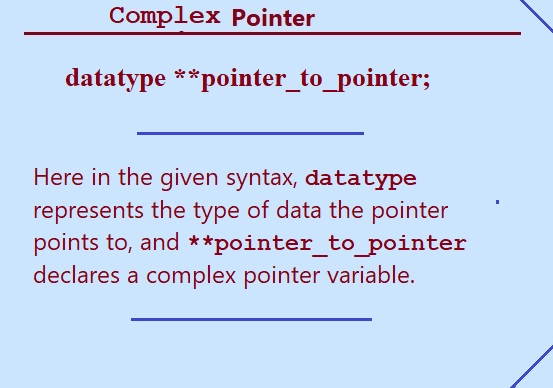 Complex Pointer
datatype **pointer_to_pointer;
Here in the given syntax, datatype
represents the type of data the pointer
points to, and **pointer_to_pointer
declares a complex pointer variable.